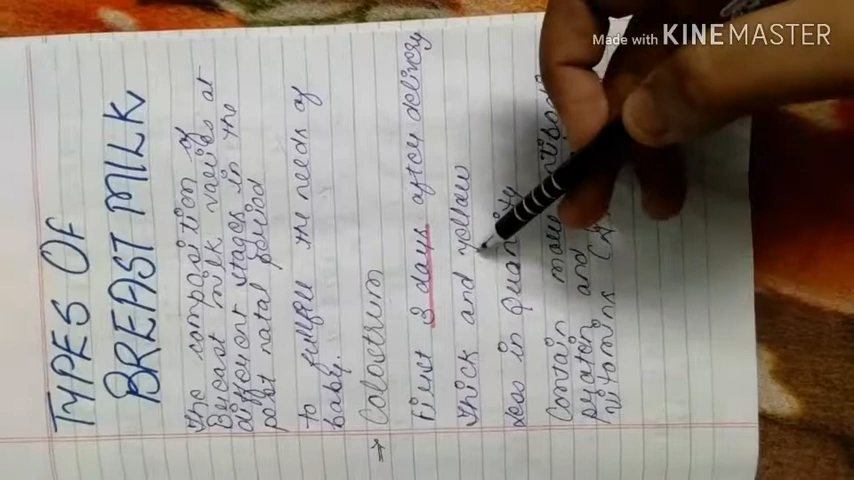 Made with KINEMASTER
TYPES OF
BREAST MILK
The composition of
Breast milk varies at
different stages in the
post natal period
to fullfill the needs of
baby.
→ Colostrum
First 3 days after delivery
Thick and yellow
Less in quantity
Contain more
and
vitamins (A,